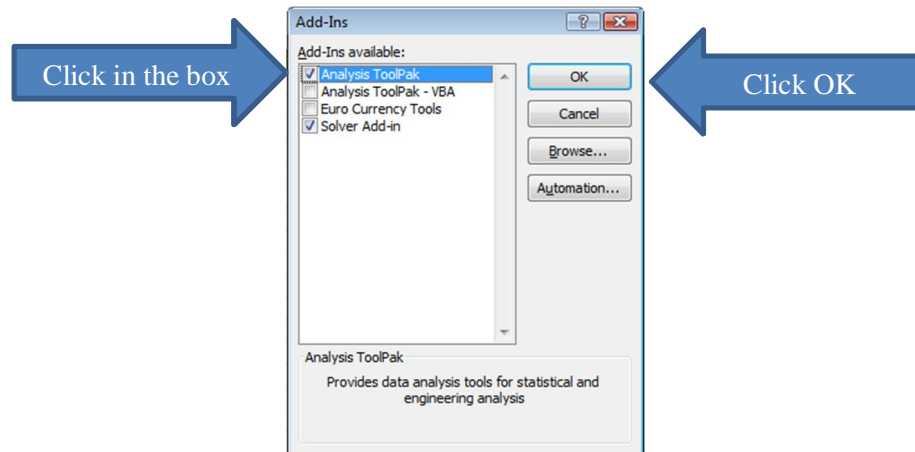 Add-Ins
Add-Ins available:
Click in the box
Analysis ToolPak
Analysis ToolPak - VBA
Euro Currency Tools
Solver Add-in
OK
Cancel
Browse...
Automation...
Click OK
Analysis ToolPak
Provides data analysis tools for statistical and
engineering analysis